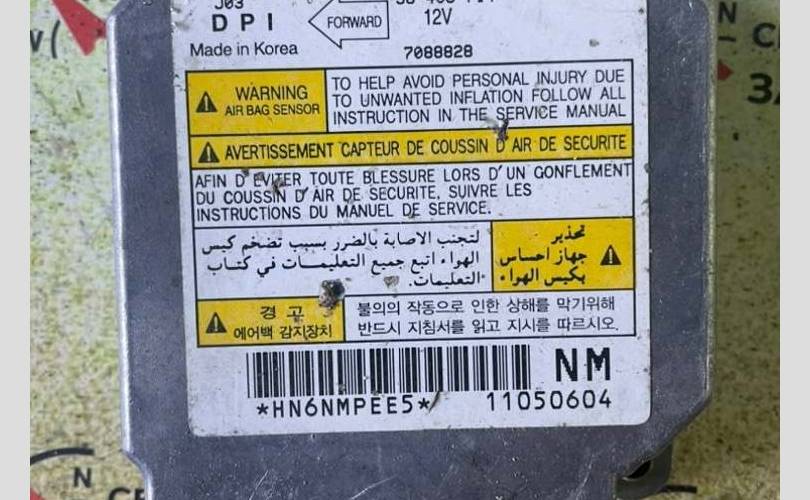 J03
DPI
FORWARD
12V
Made in Korea
7088828
WARNING
AIR BAG SENSOR
TO HELP AVOID PERSONAL INJURY DUE
TO UNWANTED INFLATION FOLLOW ALL
INSTRUCTION IN THE SERVICE MANUAL
AVERTISSEMENT CAPTEUR DE COUSSIN D'AIR DE SECURITE
AFIN D'EVITER TOUTE BLESSURE LORS D'UN GONFLEMENT
DU COUSSIN D'AIR DE SECURITE, SUIVRE LES
INSTRUCTIONS DU MANUEL DE SERVICE.
تحذير
جهاز احساس
بكيس الهواء
لتجنب الاصابة بالضرر بسبب تضخم كيس
الهواء اتبع جميع التعليمات في كتاب
التعليمات.
경 고
에어백 감지장치
불의의 작동으로 인한 상해를 막기위해
반드시 지침서를 읽고 지시를 따르시오.
NM
*HN6NMPEE5* 11050604
N
N